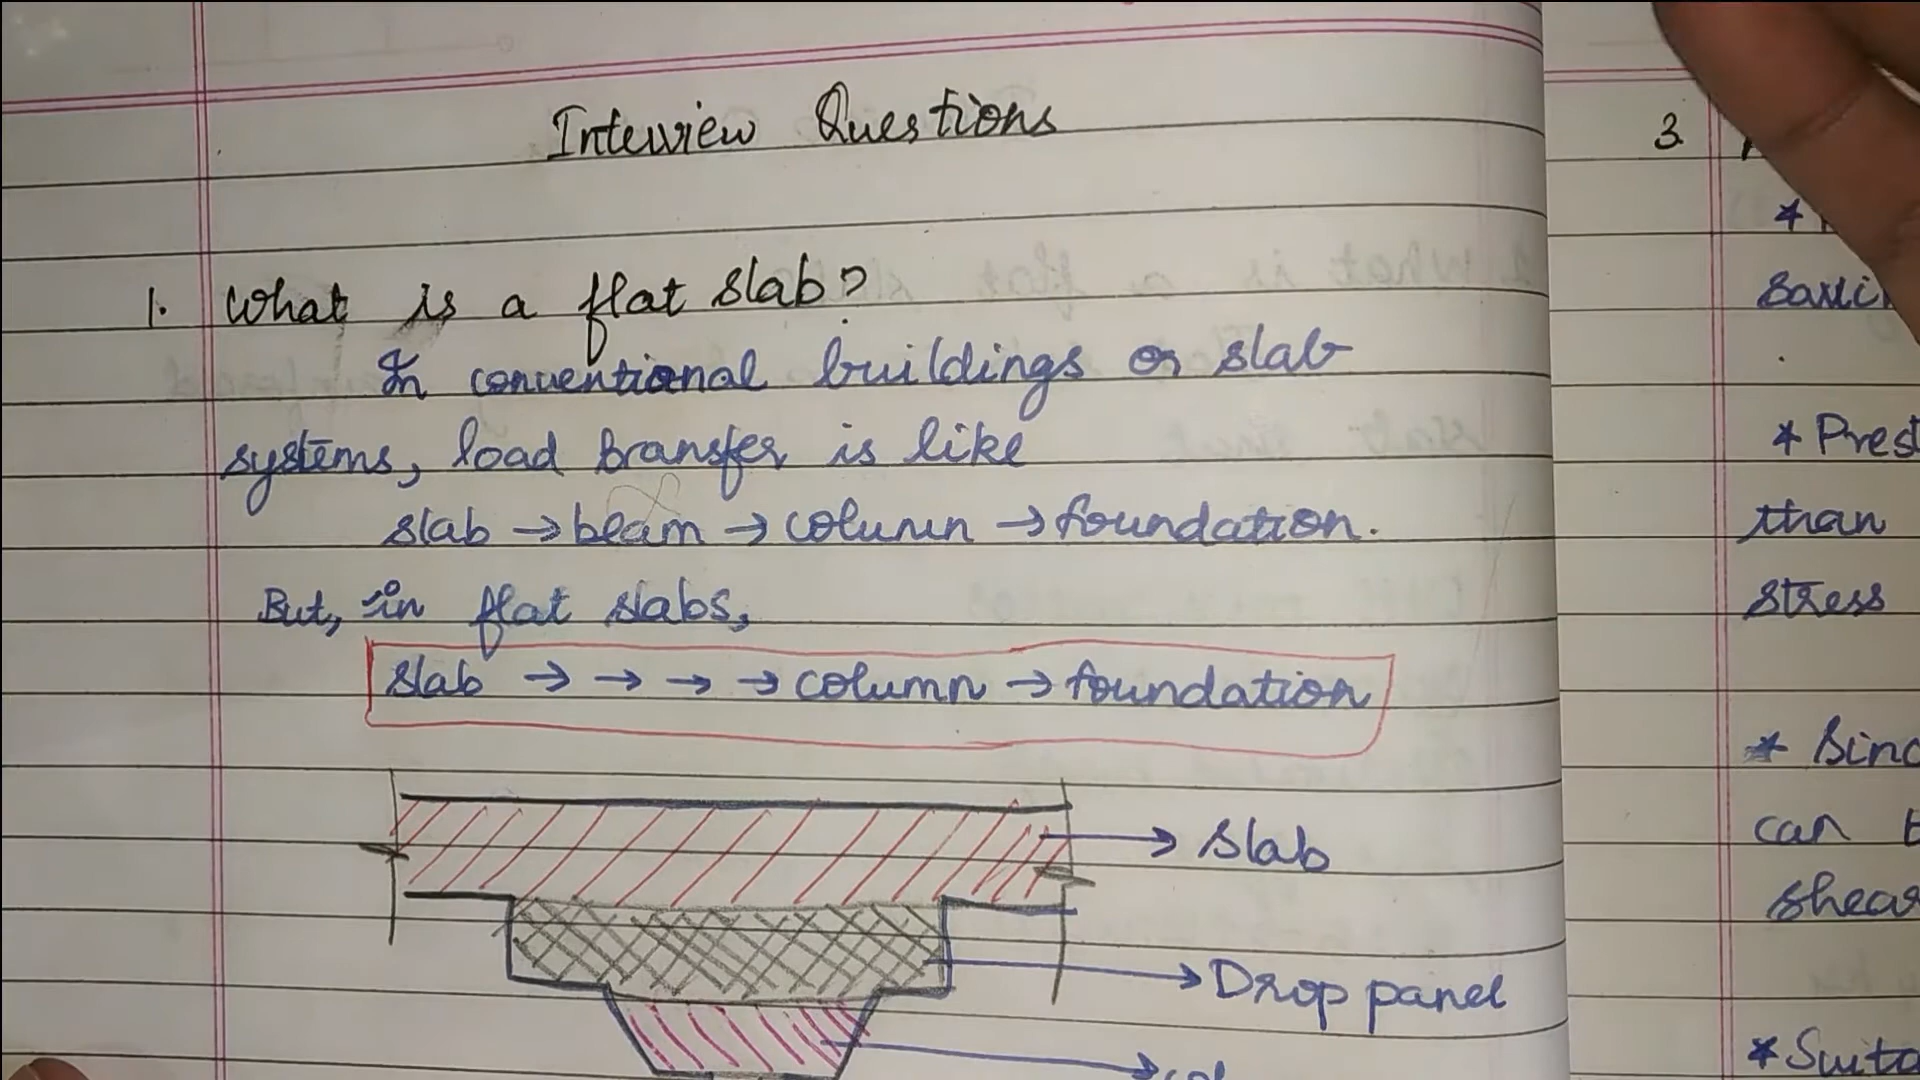 Interview Questions
1. What is a flat slab?
In conventional buildings or slab
systems, load transfer is like
slab → beam → column → foundation.
But, in flat slabs,
slab → → → → column → foundation
Slab
Drop panel
3
*
* Prest
than
stress
* Sinc
can
shear
* Suita